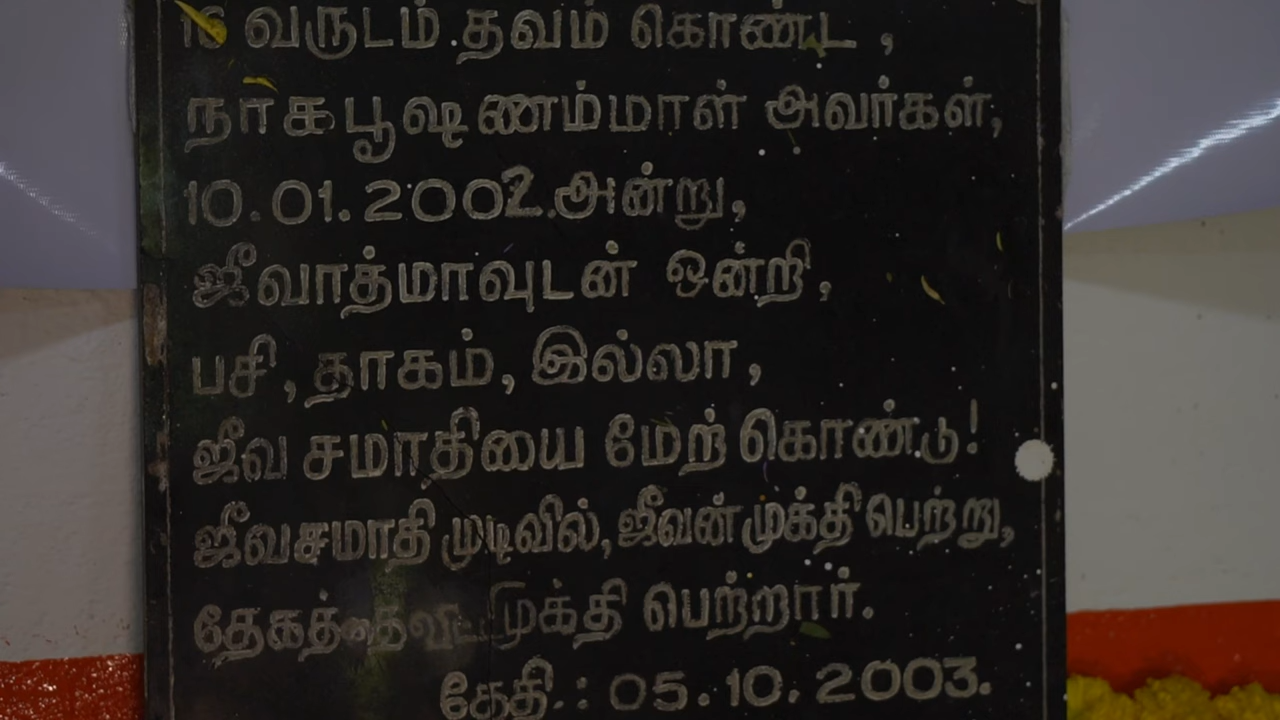 வருடம் தவம் கொண்ட,
நாகபூஷணம்மாள் அவர்கள்,
10.01.2002.அன்று,
ஜீவாத்மாவுடன் ஒன்றி,
பசி,தாகம்,இல்லா,
ஜீவ சமாதியை மேற் கொண்டு!
ஜீவசமாதி முடிவில்,ஜீவன் முக்தி பெற்று,
முக்தி பெற்றார்.
தேதி.: 05.10.2003.